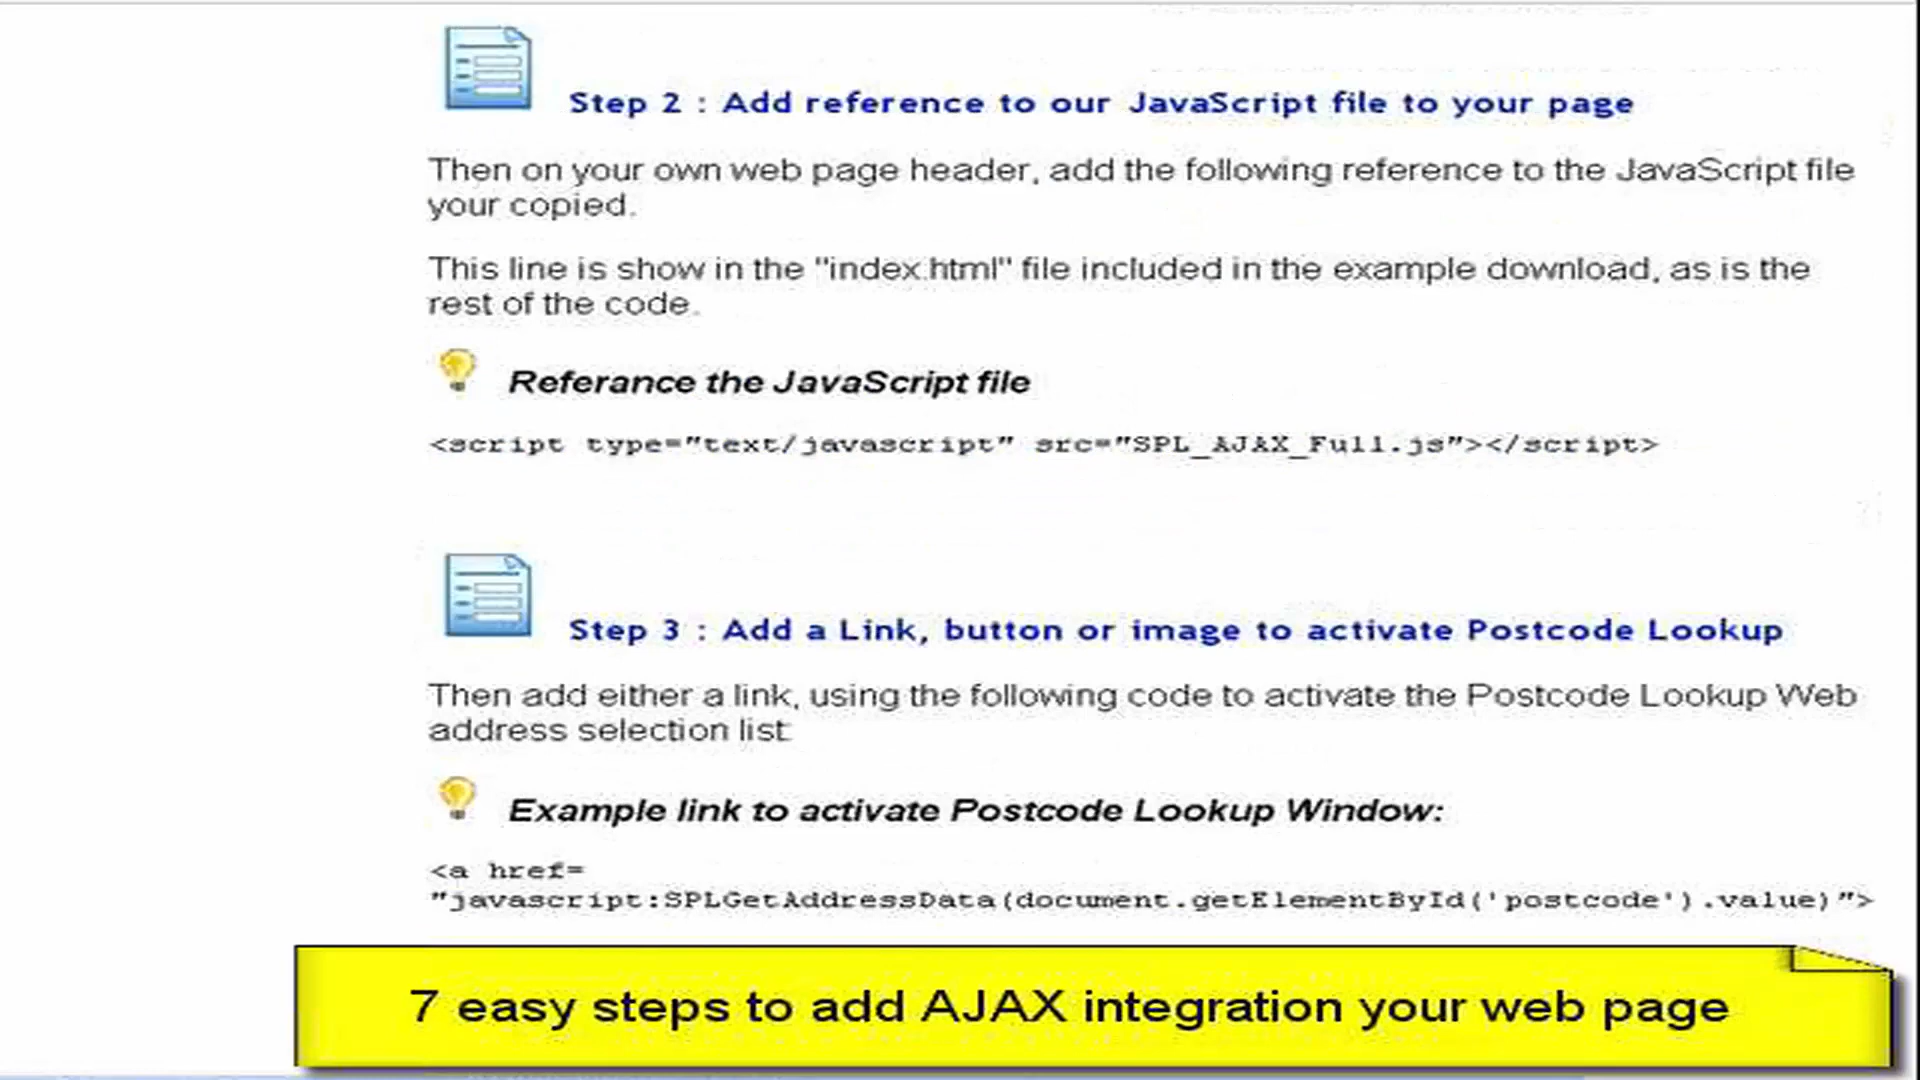 Step 2 : Add reference to our JavaScript file to your page
Then on your own web page header, add the following reference to the JavaScript file
your copied.
This line is show in the "index.html" file included in the example download, as is the
rest of the code.
Referance the JavaScript file
<script type="text/javascript" src="SPL_AJAX_Full.js"></script>
Step 3 : Add a Link, button or image to activate Postcode Lookup
Then add either a link, using the following code to activate the Postcode Lookup Web
address selection list:
Example link to activate Postcode Lookup Window:
<a href=
"javascript:SPLGetAddressData(document.getElementById('postcode').value)">
7 easy steps to add AJAX integration your web page